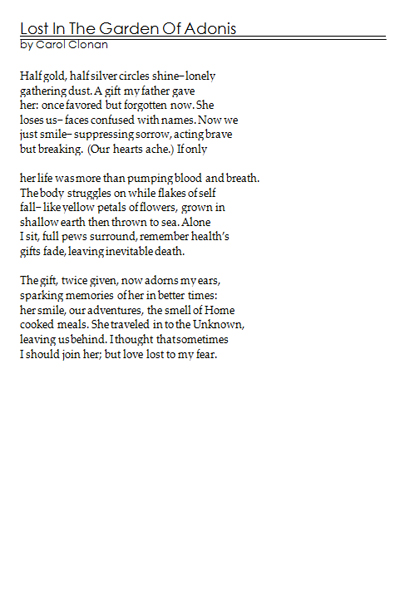 Lost In The Garden Of Adonis
by Carol Clonan
Half gold, half silver circles shine– lonely
gathering dust. A gift my father gave
her: once favored but forgotten now. She
loses us– faces confused with names. Now we
just smile– suppressing sorrow, acting brave
but breaking. (Our hearts ache.) If only
her life was more than pumping blood and breath.
The body struggles on while flakes of self
fall– like yellow petals of flowers, grown in
shallow earth then thrown to sea. Alone
I sit, full pews surround, remember health's
gifts fade, leaving inevitable death.
The gift, twice given, now adorns my ears,
sparking memories of her in better times:
her smile, our adventures, the smell of Home
cooked meals. She traveled in to the Unknown,
leaving us behind. I thought that sometimes
I should join her; but love lost to my fear.